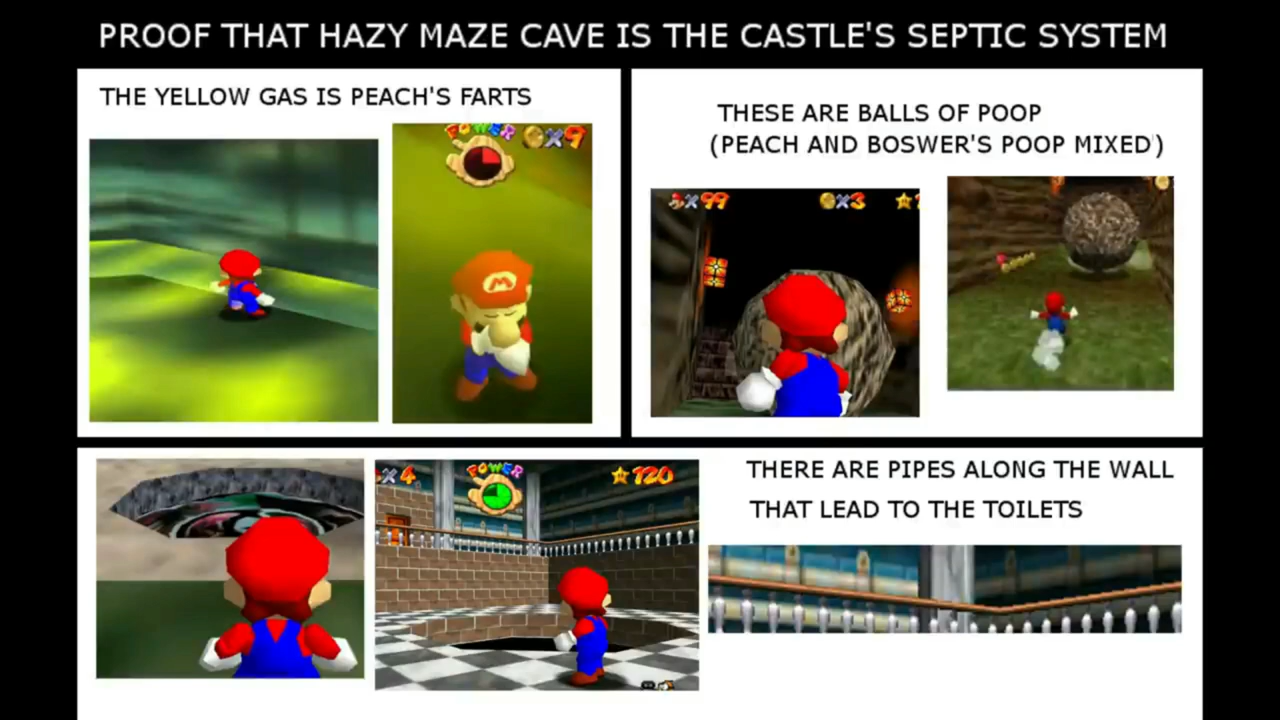 PROOF THAT HAZY MAZE CAVE IS THE CASTLE'S SEPTIC SYSTEM
THE YELLOW GAS IS PEACH'S FARTS
POWER ×9
THESE ARE BALLS OF POOP
(PEACH AND BOSWER'S POOP MIXED')
×99 ×3
×4 POWER 120
THERE ARE PIPES ALONG THE WALL
THAT LEAD TO THE TOILETS